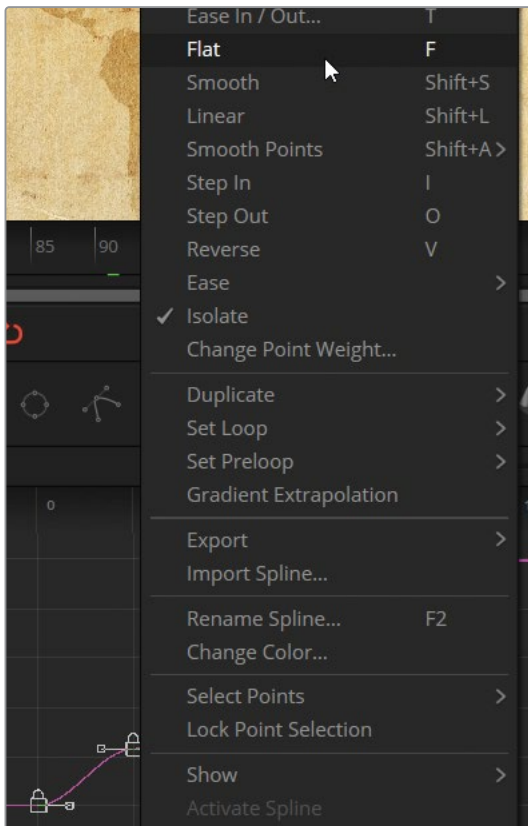 Ease In / Out... T
Flat F
Smooth Shift+S
Linear Shift+L
Smooth Points Shift+A >
Step In I
Step Out O
85 90 Reverse V
Ease >
✓ Isolate
Change Point Weight...
Duplicate >
Set Loop >
Set Preloop >
Gradient Extrapolation
0
Export >
Import Spline...
Rename Spline... F2
Change Color...
Select Points >
Lock Point Selection
Show >
Activate Spline